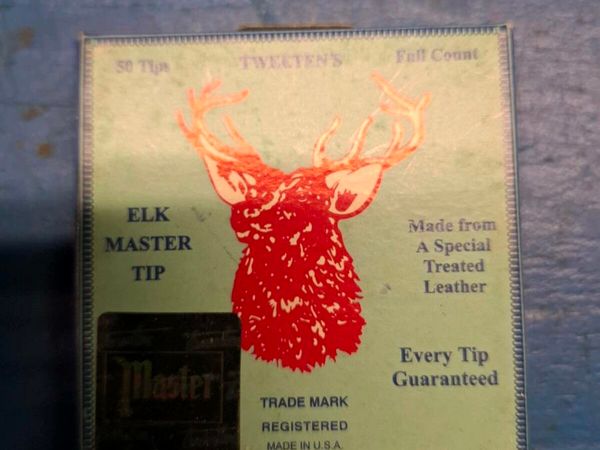 50 Tips TWEETEN'S Full Count
ELK
MASTER
TIP
Made from
A Special
Treated
Leather
Every Tip
Guaranteed
Master
TRADE MARK
REGISTERED
MADE IN U.S.A.